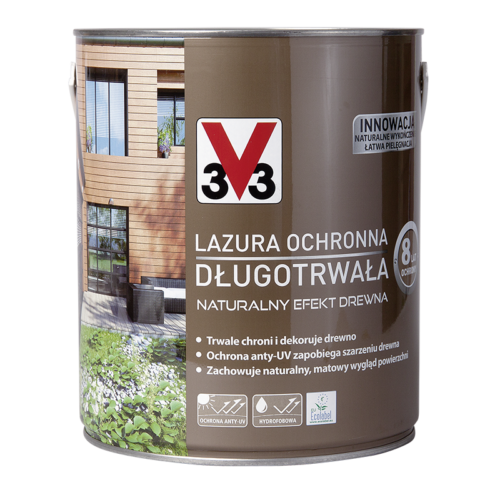 INNOWACJA
NATURALNE WYKOŃCZENIE
ŁATWA PIELĘGNACJA
3V3
LAZURA OCHRONNA
DŁUGOTRWAŁA
NATURALNY EFEKT DREWNA
8 LAT
OCHRONY
• Trwale chroni i dekoruje drewno
• Ochrona anty-UV zapobiega szarzeniu drewna
• Zachowuje naturalny, matowy wygląd powierzchni
OCHRONA ANTY-UV
HYDROFOBOWA
Ecolabel